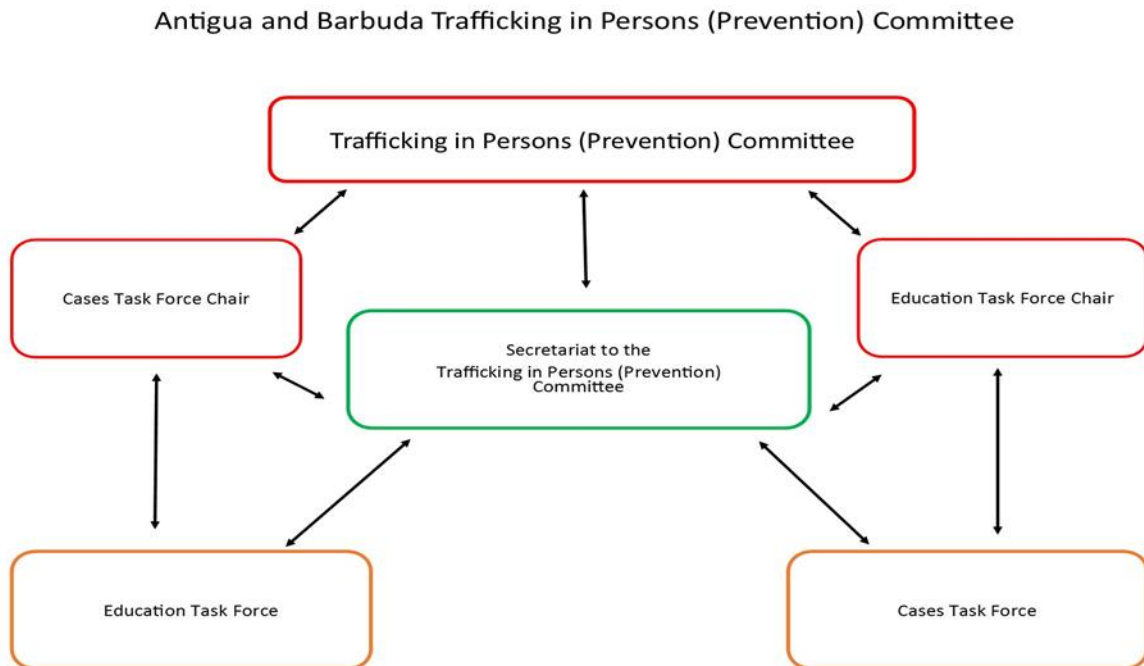 Antigua and Barbuda Trafficking in Persons (Prevention) Committee
Trafficking in Persons (Prevention) Committee
Cases Task Force Chair
Education Task Force Chair
Secretariat to the
Trafficking in Persons (Prevention)
Committee
Education Task Force
Cases Task Force